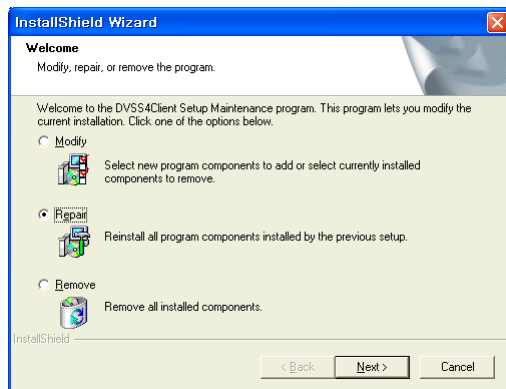 InstallShield Wizard
Welcome
Modify, repair, or remove the program.
Welcome to the DVSS4Client Setup Maintenance program. This program lets you modify the
current installation. Click one of the options below.
Modify
Select new program components to add or select currently installed
components to remove.
Repair
Reinstall all program components installed by the previous setup.
Remove
Remove all installed components.
InstallShield
< Back Next > Cancel